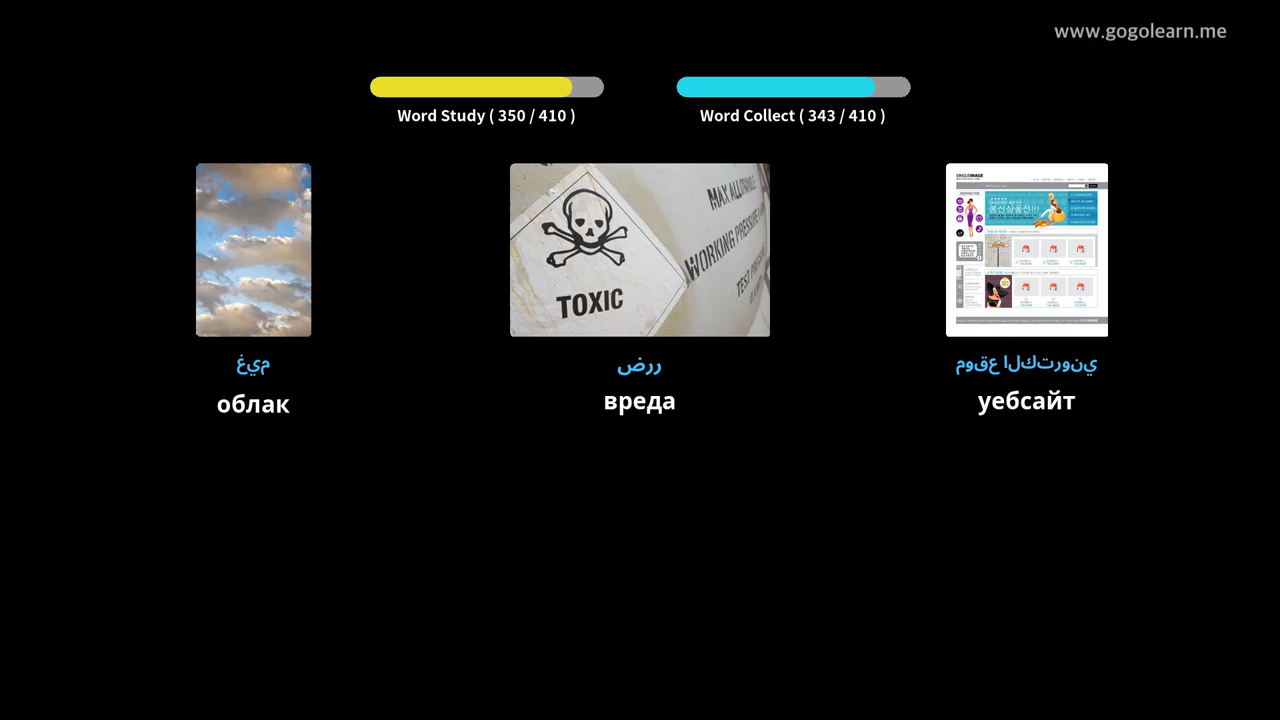 www.gogolearn.me
Word Study ( 350 / 410 )
Word Collect ( 343 / 410 )
MAX ALLOWABLE
WORKING PRESSURE
TOXIC
غيم
ضرر
موقع الكتروني
облак
вреда
уебсайт